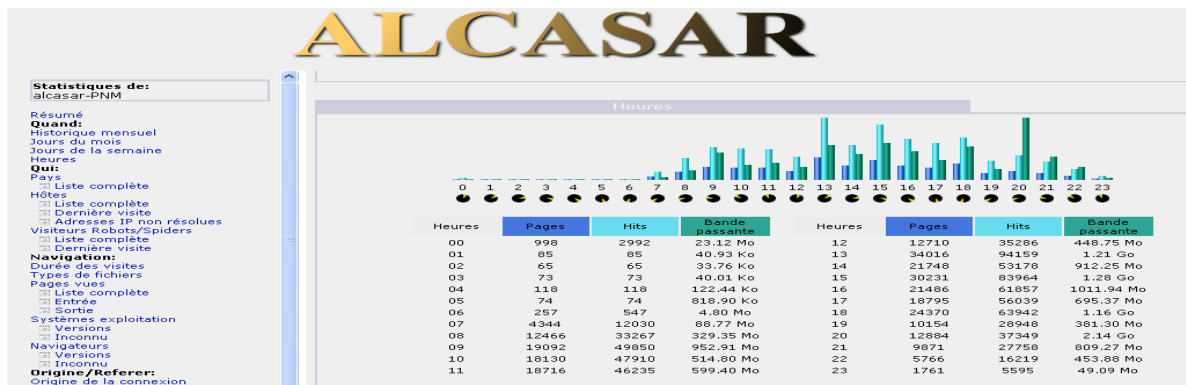 ALCASAR
Statistiques de:
alcasar-PNM
Résumé
Quand:
Historique mensuel
Jours du mois
Jours de la semaine
Heures
Qui:
Pays
Liste complète
Hôtes
Liste complète
Dernière visite
Adresses IP non résolues
Visiteurs Robots/Spiders
Liste complète
Dernière visite
Navigation:
Durée des visites
Types de fichiers
Pages vues
Liste complète
Entrée
Sortie
Systèmes exploitation
Versions
Inconnu
Navigateurs
Versions
Inconnu
Origine/Referer:
Origine de la connexion
Heures
0 1 2 3 4 5 6 7 8 9 10 11 12 13 14 15 16 17 18 19 20 21 22 23
Heures Pages Hits Bande passante Heures Pages Hits Bande passante
00 998 2992 23.12 Mo 12 12710 35286 448.75 Mo
01 85 85 40.93 Ko 13 34016 94159 1.21 Go
02 65 65 33.76 Ko 14 21748 53178 912.25 Mo
03 73 73 40.01 Ko 15 30231 83964 1.28 Go
04 118 118 122.44 Ko 16 21486 61857 1011.94 Mo
05 74 74 818.90 Ko 17 18795 56039 695.37 Mo
06 257 547 4.80 Mo 18 24370 63942 1.16 Go
07 4344 12030 88.77 Mo 19 10154 28948 381.30 Mo
08 12466 33267 329.35 Mo 20 12884 37349 2.14 Go
09 19092 49850 952.91 Mo 21 9871 27758 809.27 Mo
10 18130 47910 514.80 Mo 22 5766 16219 453.88 Mo
11 18716 46235 599.40 Mo 23 1761 5595 49.09 Mo